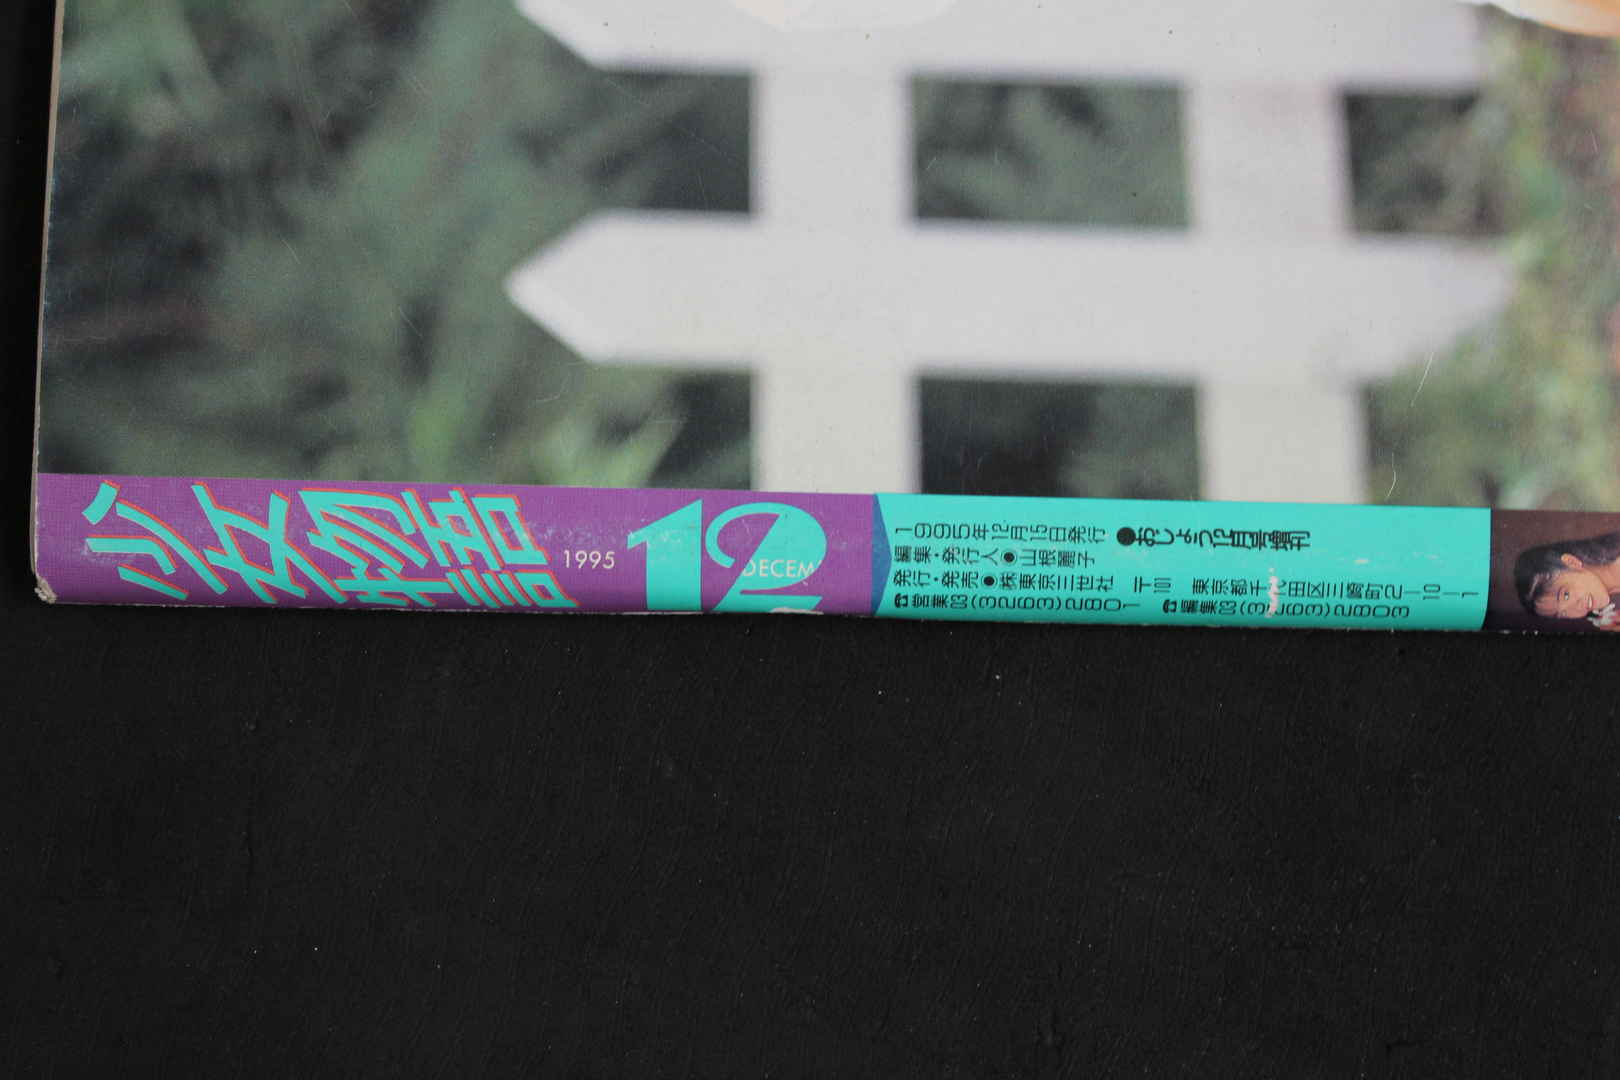 少女物語
1995
12
DECEM
1995年12月15日発行 ●おじょうつ12月号増刊
編集・発行人●山根麗子
発行・発売●㈱東京三世社 〒101 東京都千代田区三崎町2-10-1
☎営業03(3263)2801 ☎編集03(3263)2803